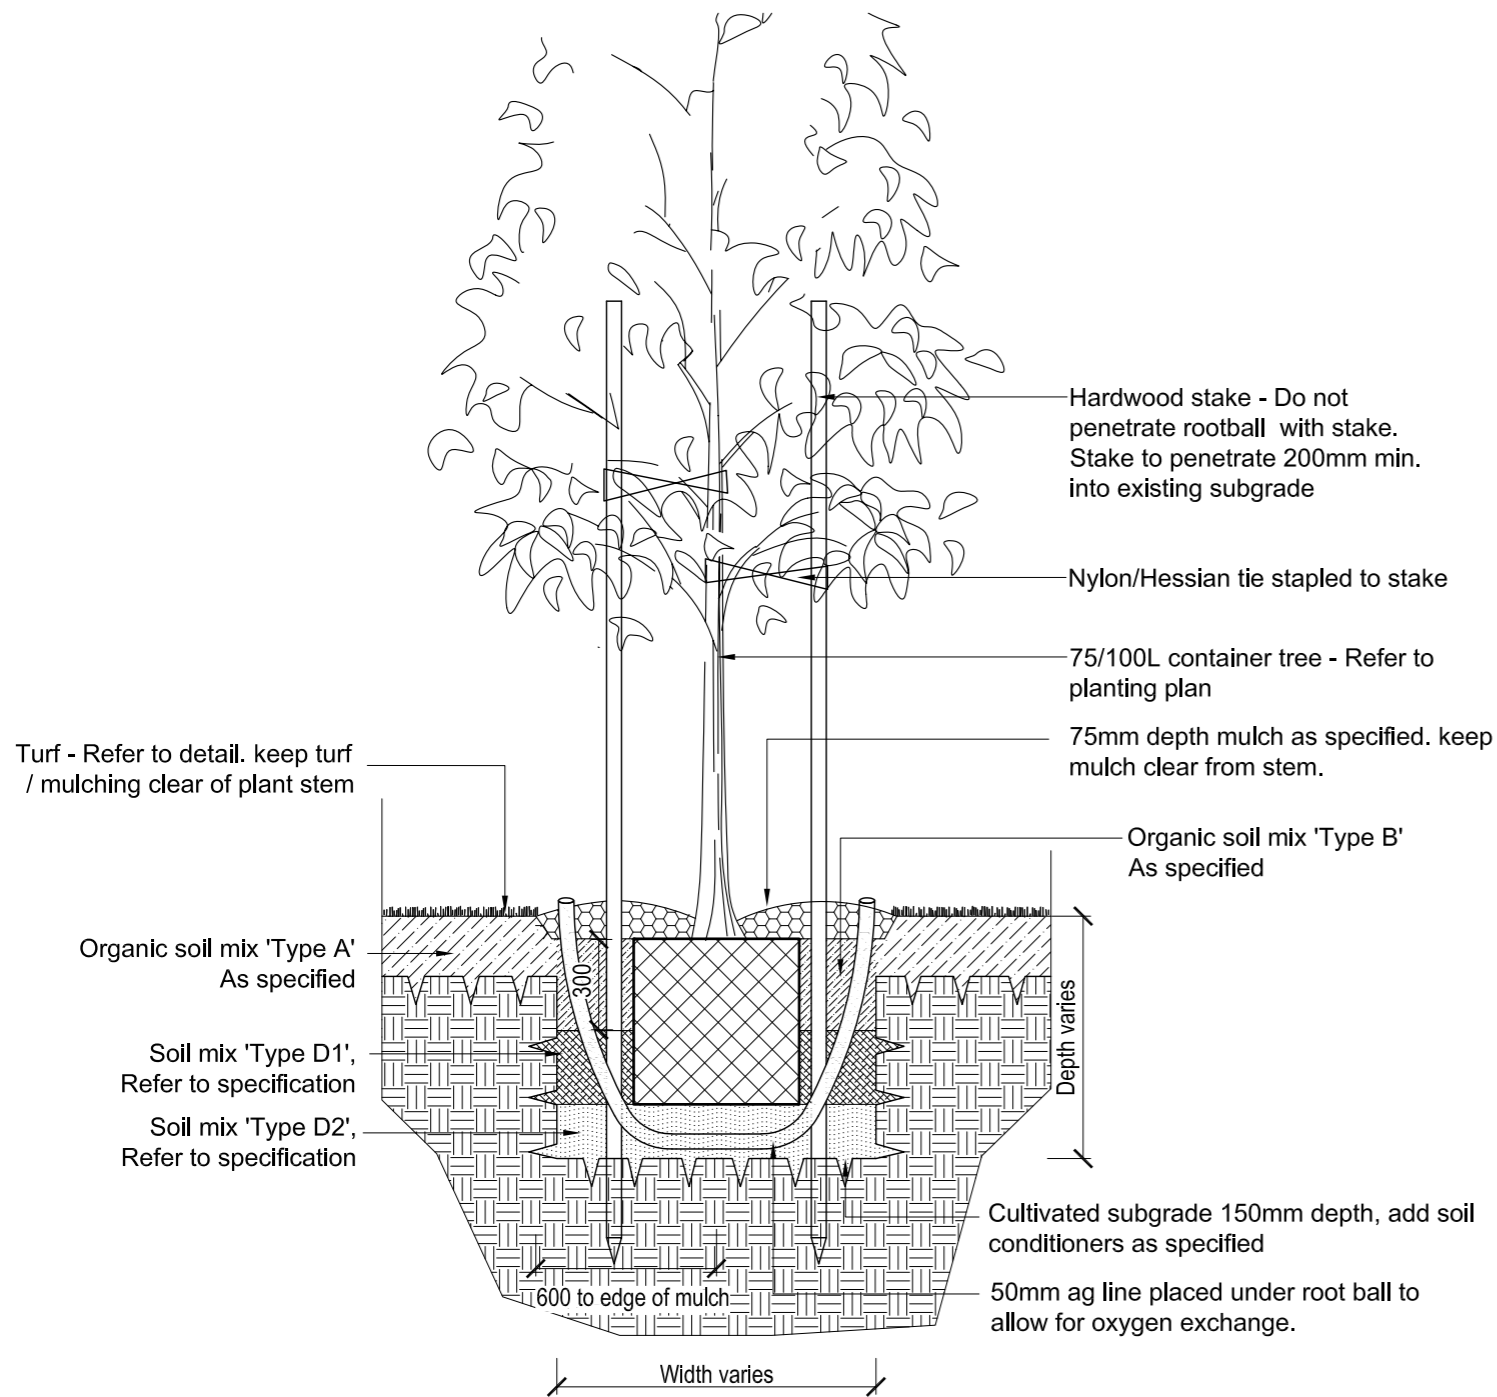 Hardwood stake - Do not
penetrate rootball with stake.
Stake to penetrate 200mm min.
into existing subgrade
Nylon/Hessian tie stapled to stake
75/100L container tree - Refer to
planting plan
75mm depth mulch as specified. keep
mulch clear from stem.
Turf - Refer to detail. keep turf
/ mulching clear of plant stem
Organic soil mix 'Type B'
As specified
Organic soil mix 'Type A'
As specified
300
Depth varies
Soil mix 'Type D1',
Refer to specification
Soil mix 'Type D2',
Refer to specification
Cultivated subgrade 150mm depth, add soil
conditioners as specified
600 to edge of mulch
50mm ag line placed under root ball to
allow for oxygen exchange.
Width varies